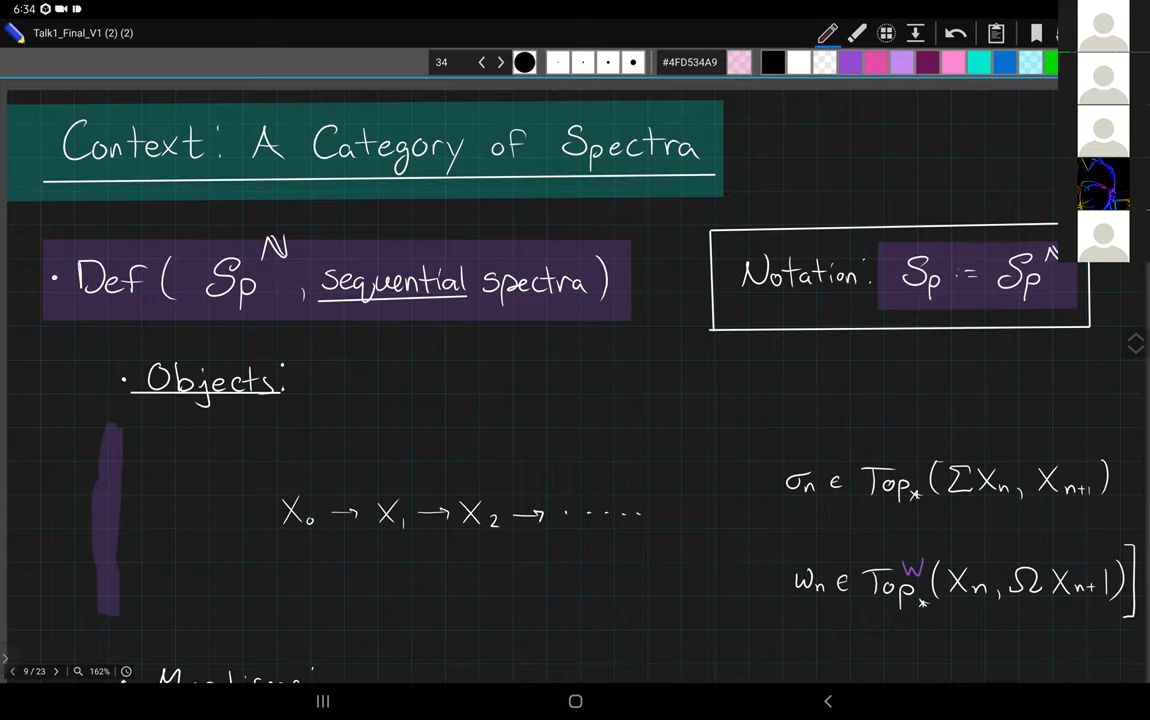 6:34
Talk1_Final_V1 (2) (2)
34
#4FD534A9
Context: A Category of Spectra
· Def ( Sp^N , sequential spectra )
Notation: Sp := Sp^N
· Objects:
X₀ → X₁ → X₂ → ······
σₙ ∈ Top⁎(ΣXₙ, Xₙ₊₁)
ωₙ ∈ Top⁎^W(Xₙ, ΩXₙ₊₁)]
9/23
162%